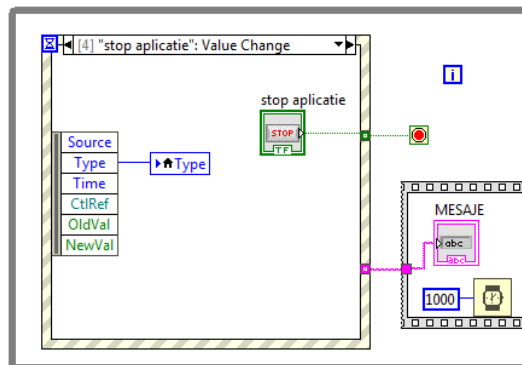 [4] "stop aplicatie": Value Change
i
stop aplicatie
STOP
TF
Source
Type
Type
Time
CtlRef
OldVal
NewVal
MESAJE
abc
abc
1000